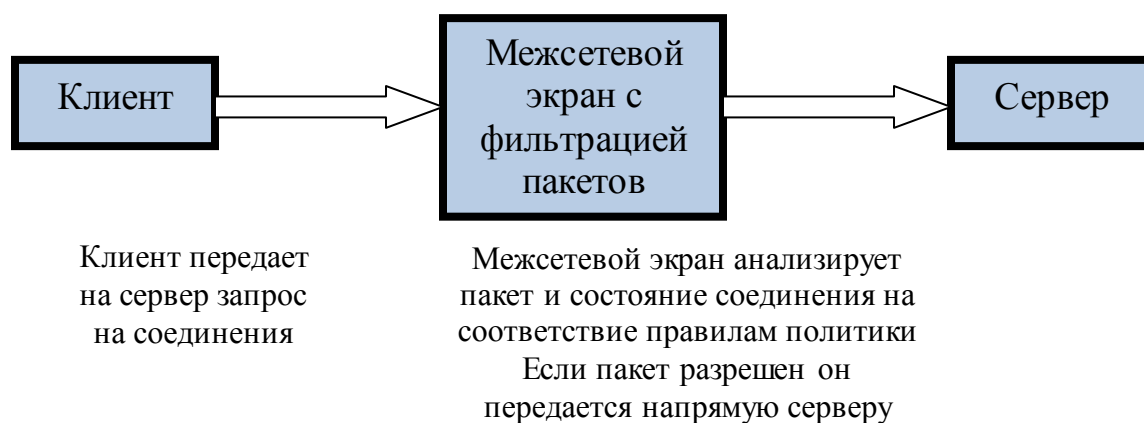 Клиент
Межсетевой
экран с
фильтрацией
пакетов
Сервер
Клиент передает
на сервер запрос
на соединения
Межсетевой экран анализирует
пакет и состояние соединения на
соответствие правилам политики
Если пакет разрешен он
передается напрямую серверу